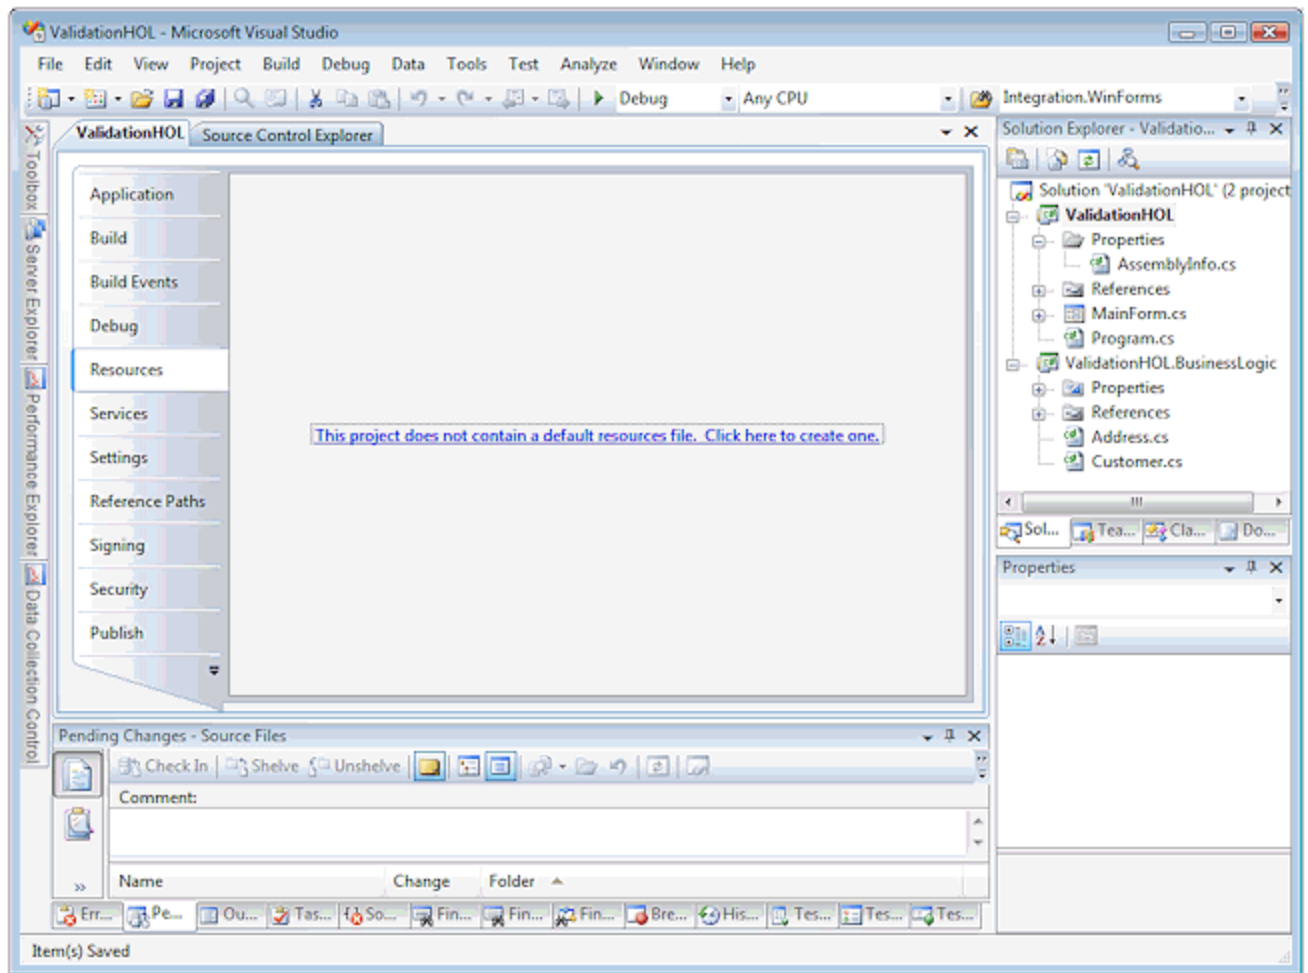 ValidationHOL - Microsoft Visual Studio
File Edit View Project Build Debug Data Tools Test Analyze Window Help
Debug Any CPU Integration.WinForms
Toolbox
Server Explorer
Performance Explorer
Data Collection Control
ValidationHOL Source Control Explorer
Application
Build
Build Events
Debug
Resources
Services
Settings
Reference Paths
Signing
Security
Publish
This project does not contain a default resources file. Click here to create one.
Solution Explorer - Validatio...
Solution 'ValidationHOL' (2 project
ValidationHOL
Properties
AssemblyInfo.cs
References
MainForm.cs
Program.cs
ValidationHOL.BusinessLogic
Properties
References
Address.cs
Customer.cs
Sol... Tea... Cla... Do...
Properties
Pending Changes - Source Files
Check In Shelve Unshelve
Comment:
Name Change Folder
Err... Pe... Ou... Tas... So... Fin... Fin... Fin... Bre... His... Tes... Tes... Tes...
Item(s) Saved